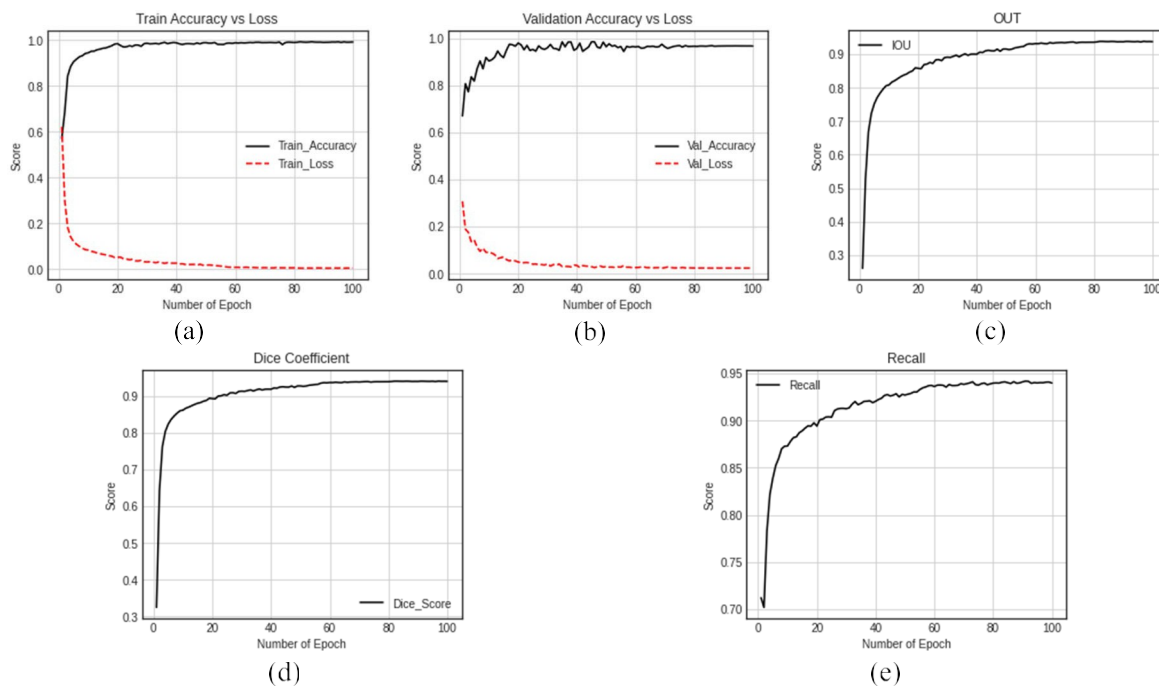 Train Accuracy vs Loss
1.0
0.8
0.6
0.4
0.2
0.0
Score
Train_Accuracy
Train_Loss
0 20 40 60 80 100
Number of Epoch
(a)
Validation Accuracy vs Loss
1.0
0.8
0.6
0.4
0.2
0.0
Score
Val_Accuracy
Val_Loss
0 20 40 60 80 100
Number of Epoch
(b)
OUT
0.9
0.8
0.7
0.6
0.5
0.4
0.3
Score
IOU
0 20 40 60 80 100
Number of Epoch
(c)
Dice Coefficient
0.9
0.8
0.7
0.6
0.5
0.4
0.3
Score
Dice_Score
0 20 40 60 80 100
Number of Epoch
(d)
Recall
0.95
0.90
0.85
0.80
0.75
0.70
Score
Recall
0 20 40 60 80 100
Number of Epoch
(e)